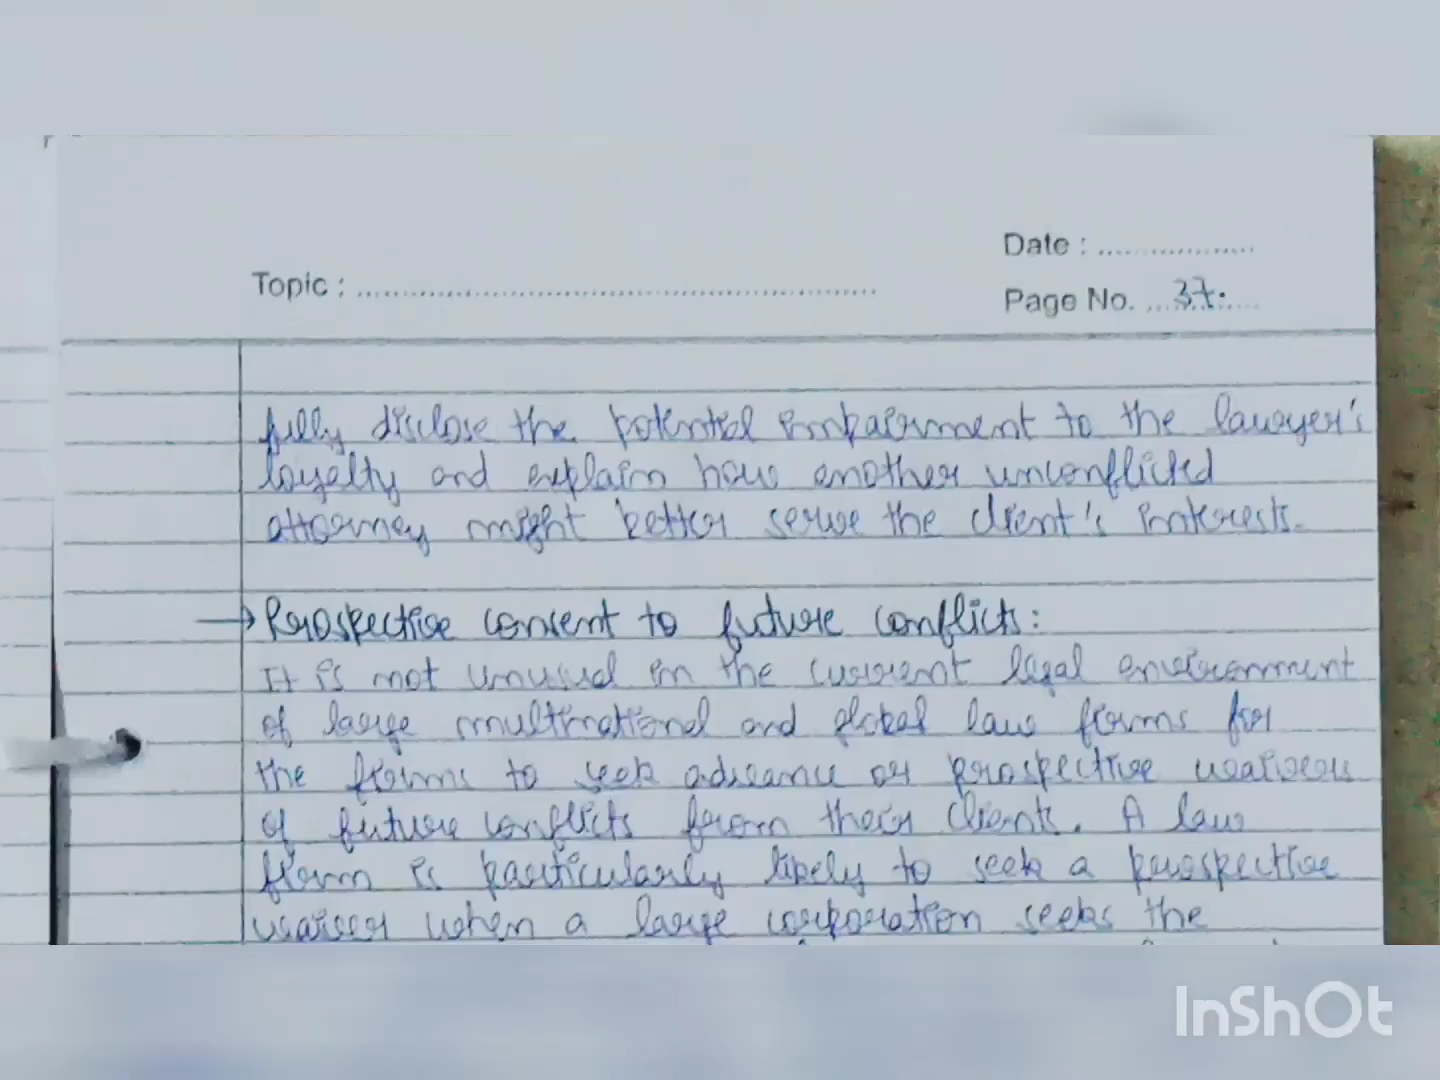 Date : ...................
Topic : ....................................................
Page No. ...37...
fully disclose the potential impairment to the lawyer's
loyalty and explain how another unconflicted
attorney might better serve the client's interests.
→ Prospective consent to future conflicts:
It is not unusual in the current legal environment
of large multinational and global law firms for
the firms to seek advance or prospective waivers
of future conflicts from their clients. A law
firm is particularly likely to seek a prospective
waiver when a large corporation seeks the
InShOt